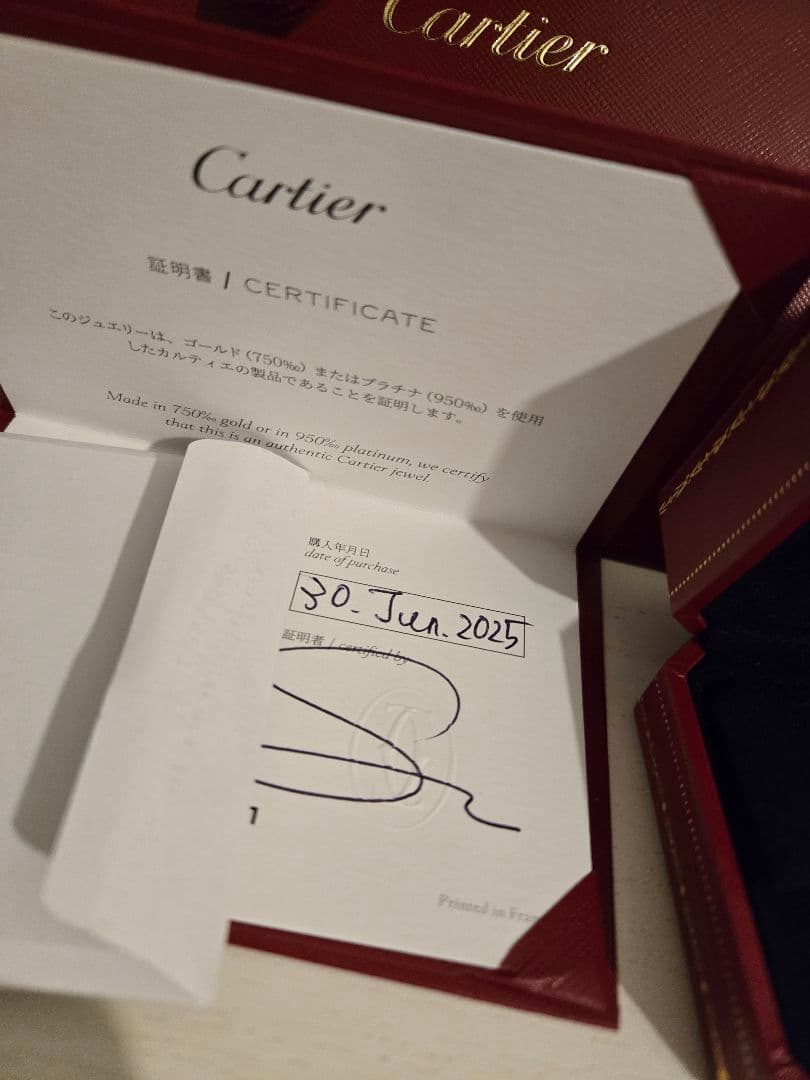 Cartier
Cartier
証明書 | CERTIFICATE
このジュエリーは、ゴールド（750‰）またはプラチナ（950‰）を使用
したカルティエの製品であることを証明します。
Made in 750‰ gold or in 950‰ platinum, we certify
that this is an authentic Cartier jewel.
購入年月日
date of purchase
30. Jun. 2025
証明者 / certified by
1
Printed in